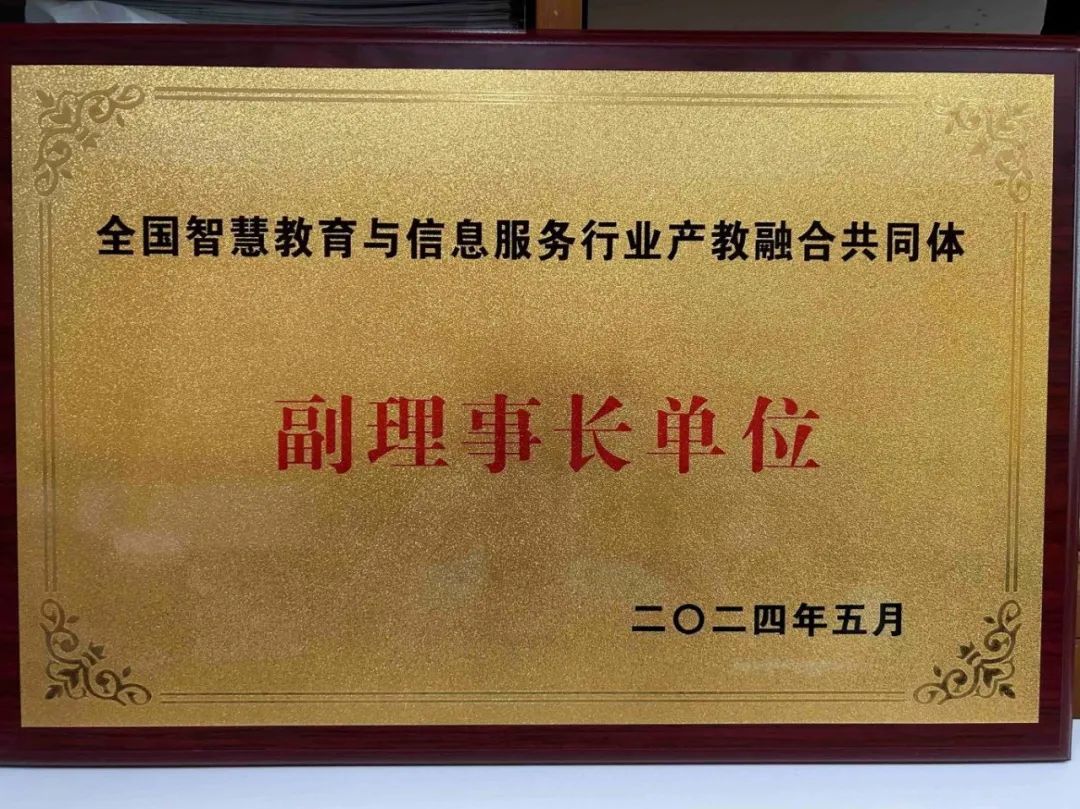 全国智慧教育与信息服务行业产教融合共同体
副理事长单位
二〇二四年五月